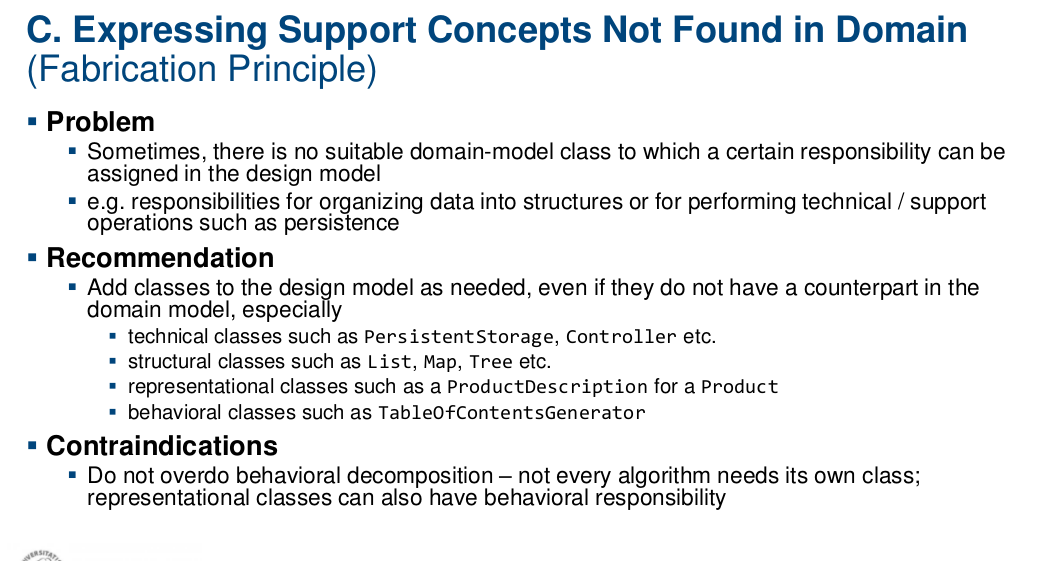 C. Expressing Support Concepts Not Found in Domain
(Fabrication Principle)
▪ Problem
▪ Sometimes, there is no suitable domain-model class to which a certain responsibility can be
assigned in the design model
▪ e.g. responsibilities for organizing data into structures or for performing technical / support
operations such as persistence
▪ Recommendation
▪ Add classes to the design model as needed, even if they do not have a counterpart in the
domain model, especially
▪ technical classes such as PersistentStorage, Controller etc.
▪ structural classes such as List, Map, Tree etc.
▪ representational classes such as a ProductDescription for a Product
▪ behavioral classes such as TableOfContentsGenerator
▪ Contraindications
▪ Do not overdo behavioral decomposition – not every algorithm needs its own class;
representational classes can also have behavioral responsibility